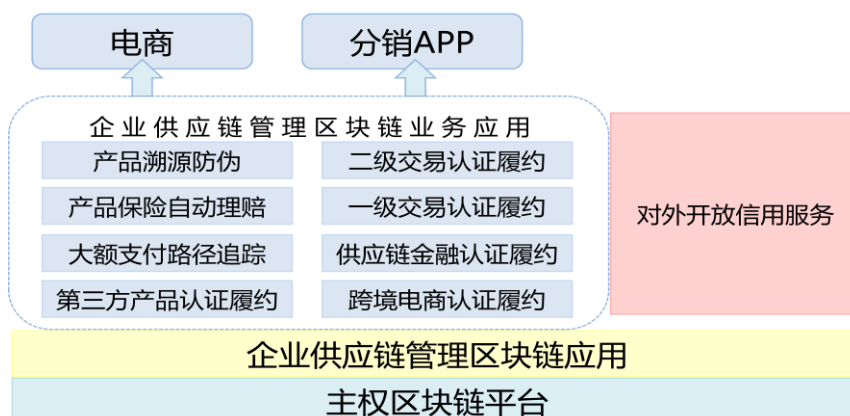 电商
分销APP
企业供应链管理区块链业务应用
产品溯源防伪
二级交易认证履约
产品保险自动理赔
一级交易认证履约
大额支付路径追踪
供应链金融认证履约
第三方产品认证履约
跨境电商认证履约
对外开放信用服务
企业供应链管理区块链应用
主权区块链平台